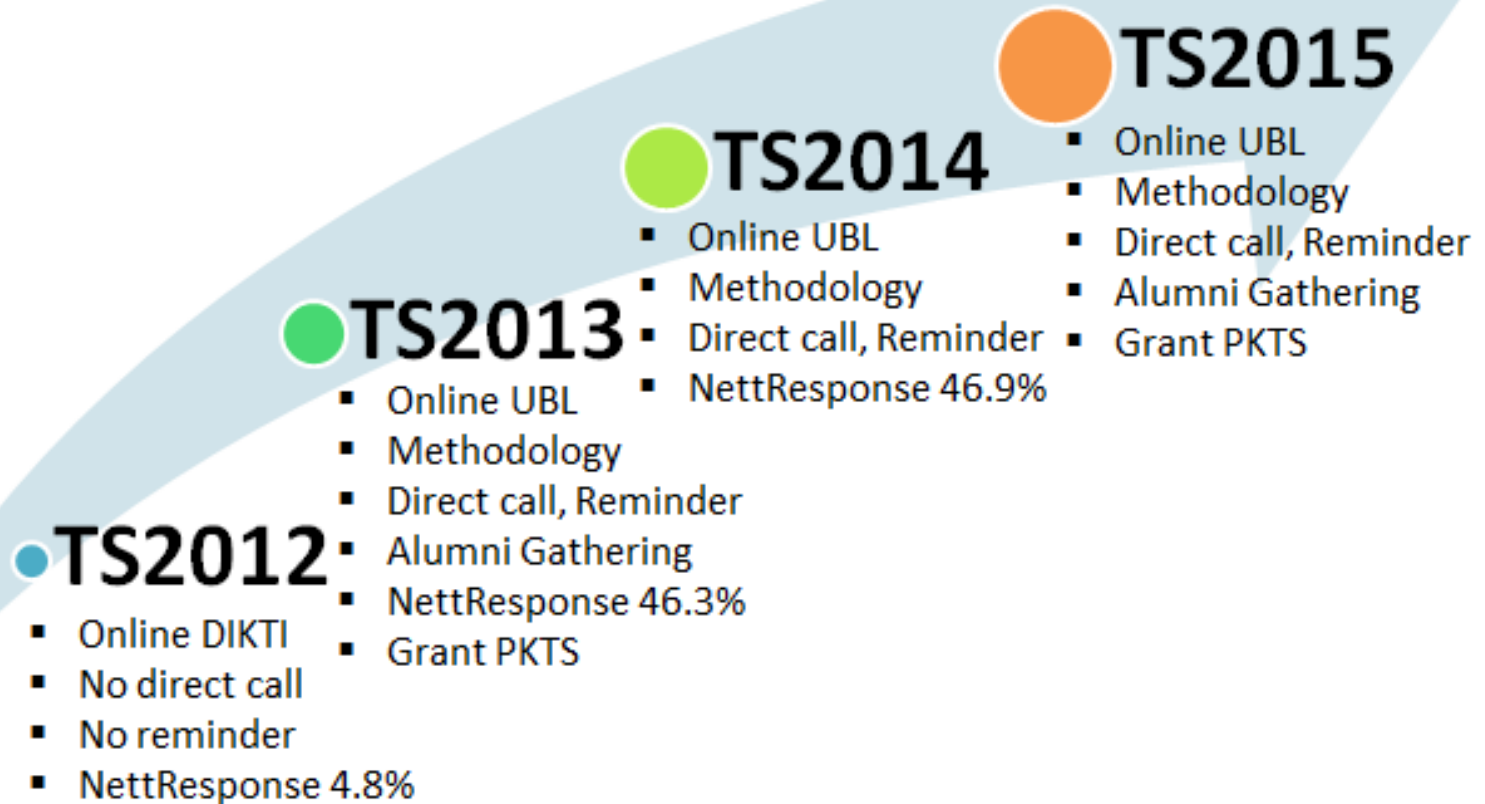 TS2012
▪ Online DIKTI
▪ No direct call
▪ No reminder
▪ NettResponse 4.8%
TS2013
▪ Online UBL
▪ Methodology
▪ Direct call, Reminder
▪ Alumni Gathering
▪ NettResponse 46.3%
▪ Grant PKTS
TS2014
▪ Online UBL
▪ Methodology
▪ Direct call, Reminder
▪ NettResponse 46.9%
TS2015
▪ Online UBL
▪ Methodology
▪ Direct call, Reminder
▪ Alumni Gathering
▪ Grant PKTS